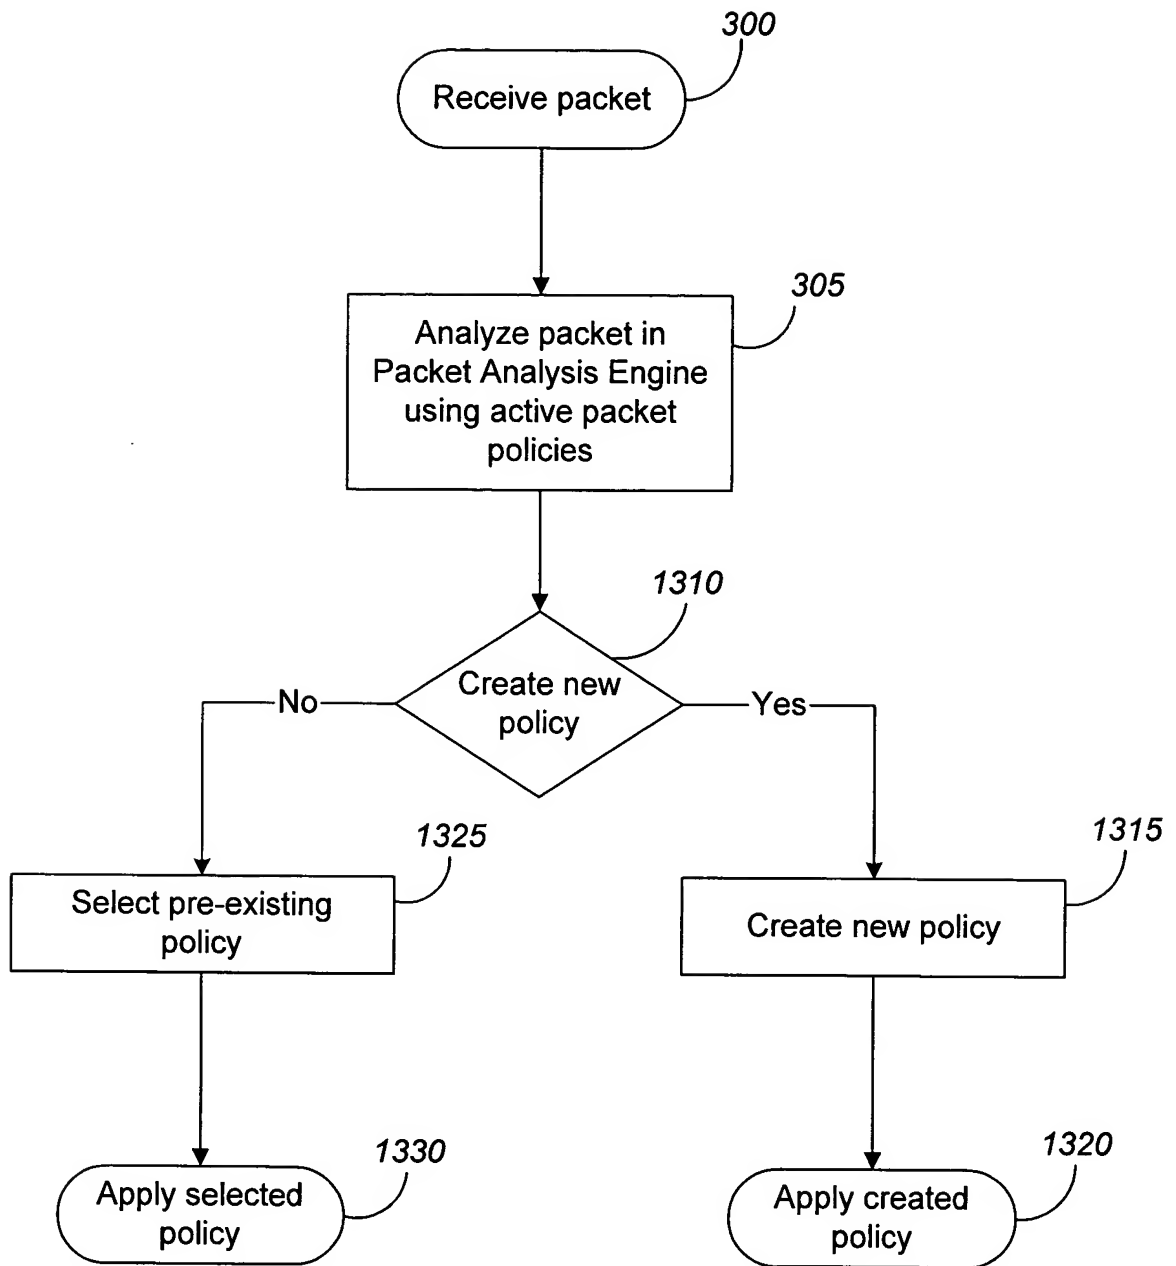 300
Receive packet
305
Analyze packet in
Packet Analysis Engine
using active packet
policies
1310
Create new
policy
No
Yes
1325
1315
Select pre-existing
policy
Create new policy
1330
1320
Apply selected
policy
Apply created
policy